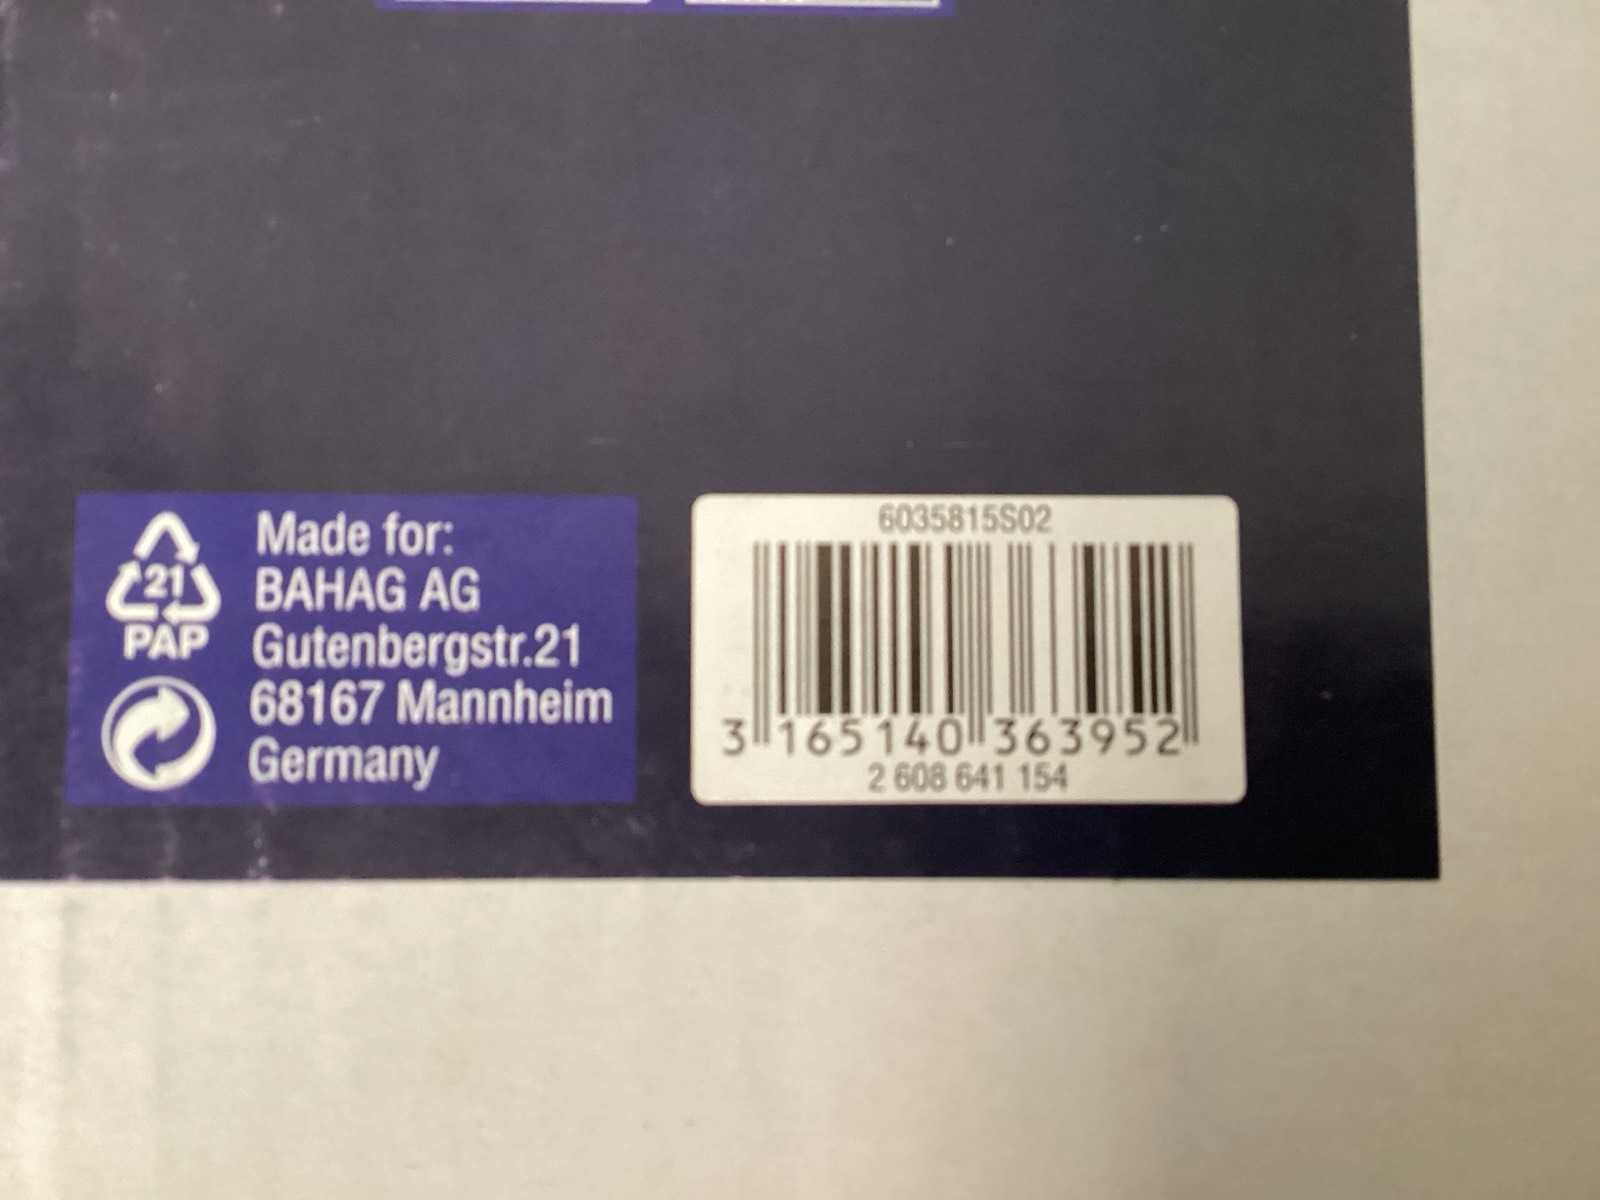 21
PAP
Made for:
BAHAG AG
Gutenbergstr.21
68167 Mannheim
Germany
6035815S02
3 165140 363952
2 608 641 154